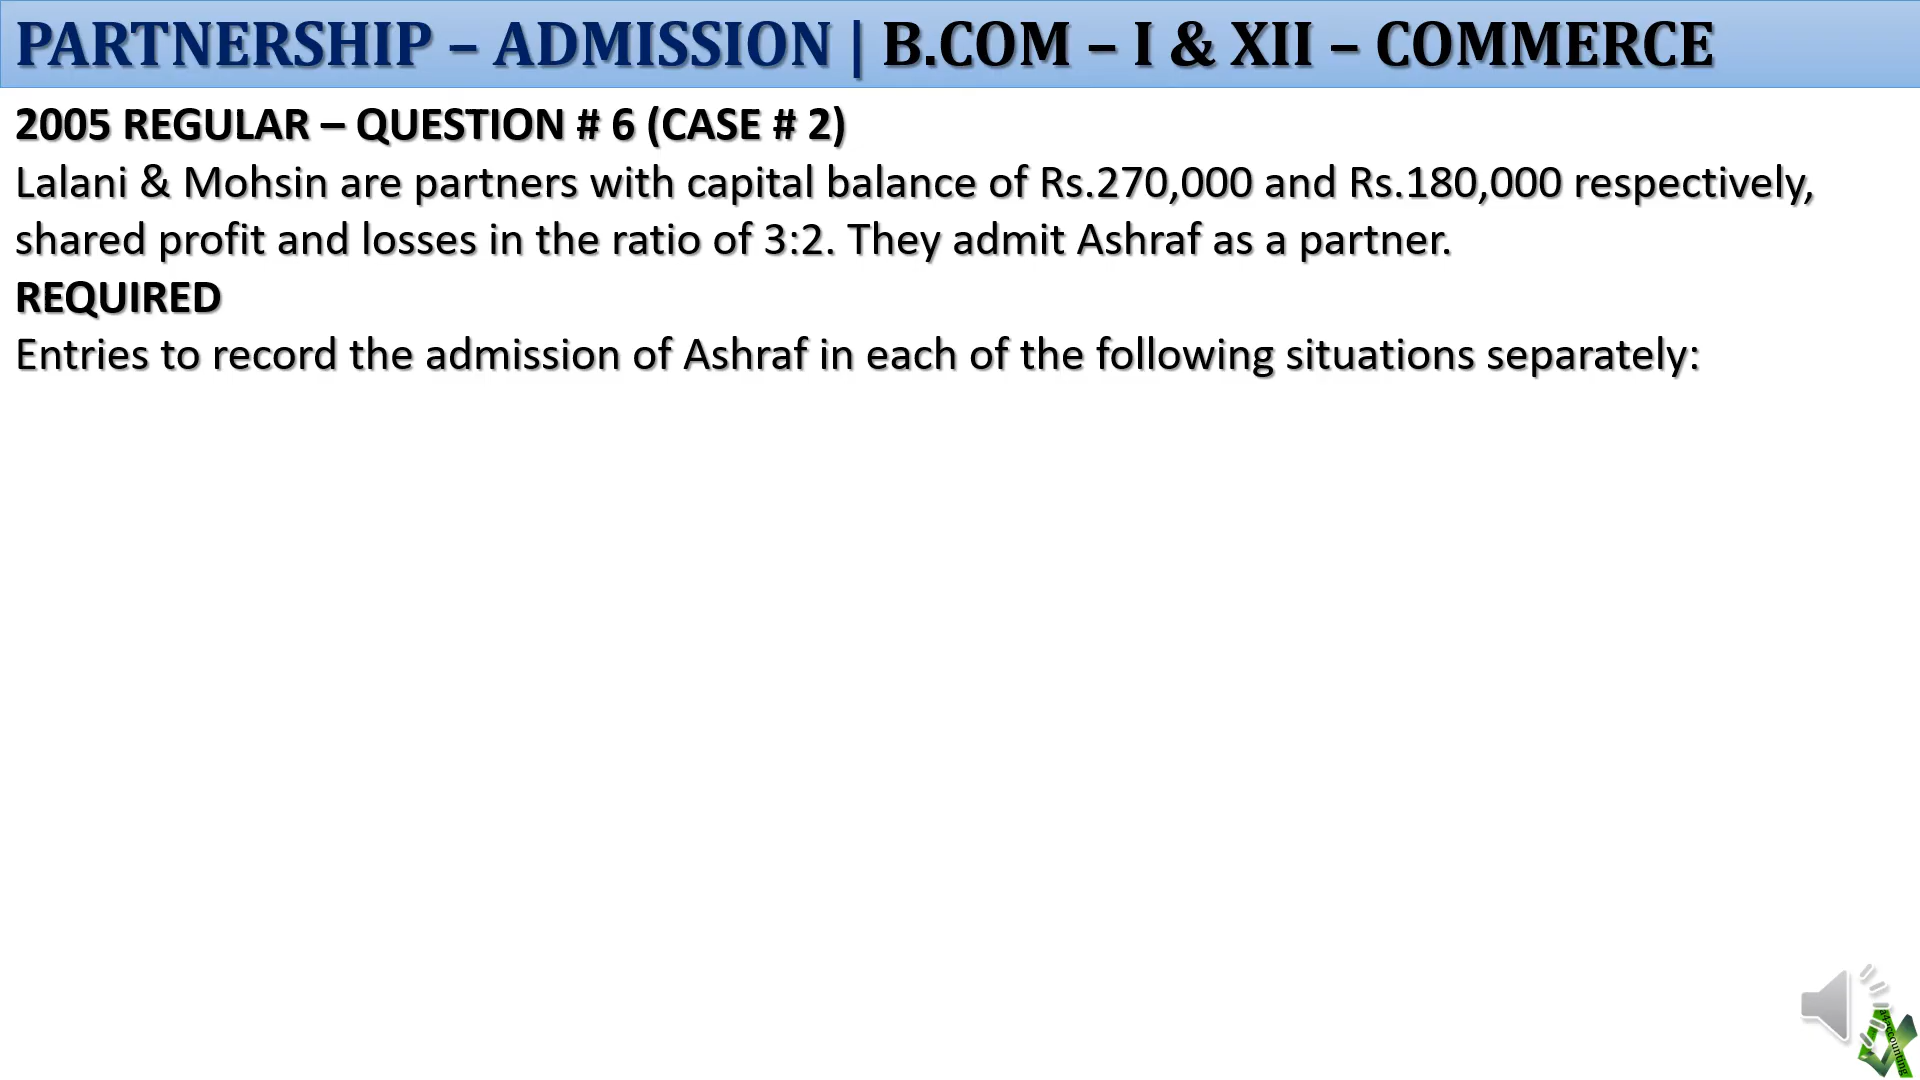 PARTNERSHIP – ADMISSION | B.COM – I & XII – COMMERCE
2005 REGULAR – QUESTION # 6 (CASE # 2)
Lalani & Mohsin are partners with capital balance of Rs.270,000 and Rs.180,000 respectively,
shared profit and losses in the ratio of 3:2. They admit Ashraf as a partner.
REQUIRED
Entries to record the admission of Ashraf in each of the following situations separately: